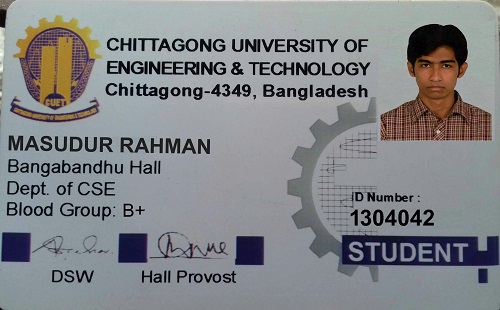 CHITTAGONG UNIVERSITY OF
ENGINEERING & TECHNOLOGY
Chittagong-4349, Bangladesh
CUET
MASUDUR RAHMAN
Bangabandhu Hall
Dept. of CSE
Blood Group: B+
ID Number :
1304042
STUDENT
DSW
Hall Provost